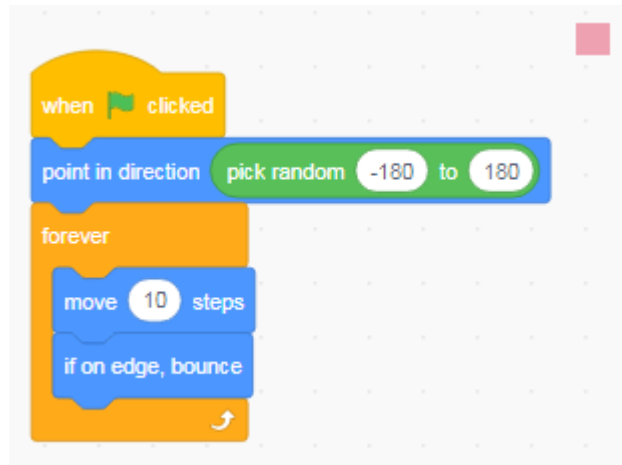 when clicked
point in direction pick random -180 to 180
forever
move 10 steps
if on edge, bounce